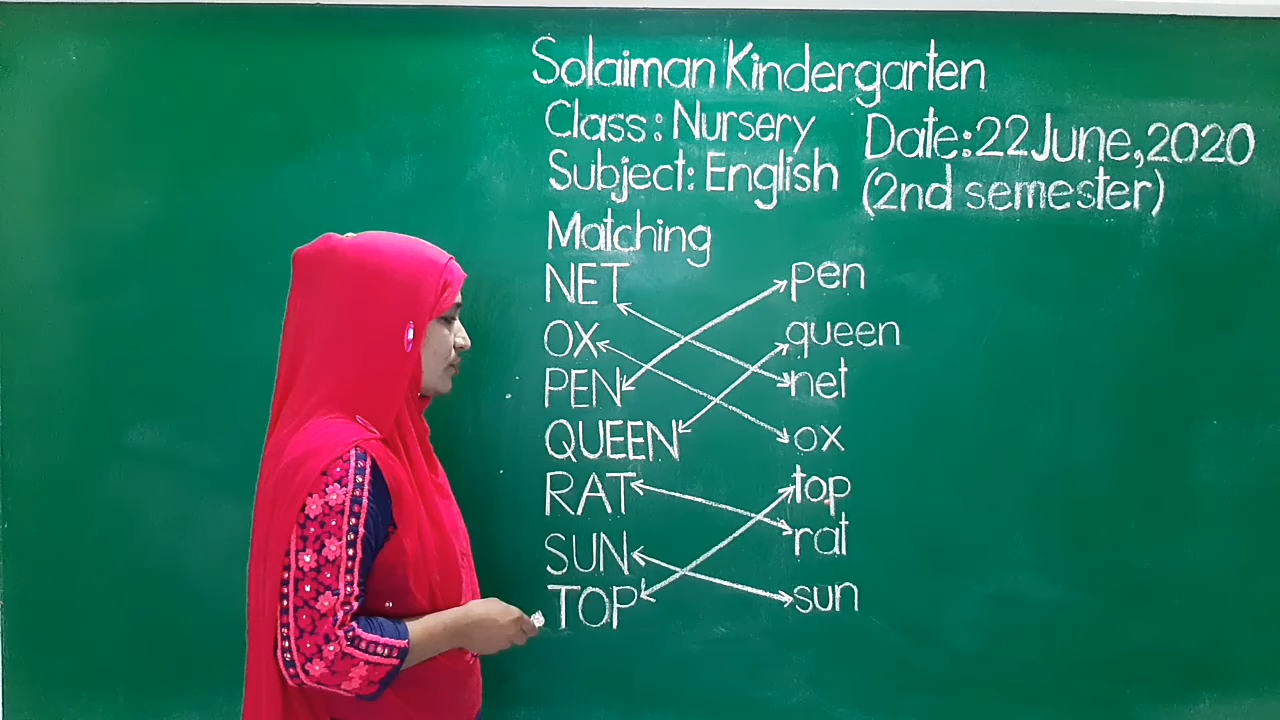 Solaiman Kindergarten
Class: Nursery Date:22 June, 2020
Subject: English (2nd semester)
Matching
NET pen
OX queen
PEN net
QUEEN ox
RAT top
SUN rat
TOP sun